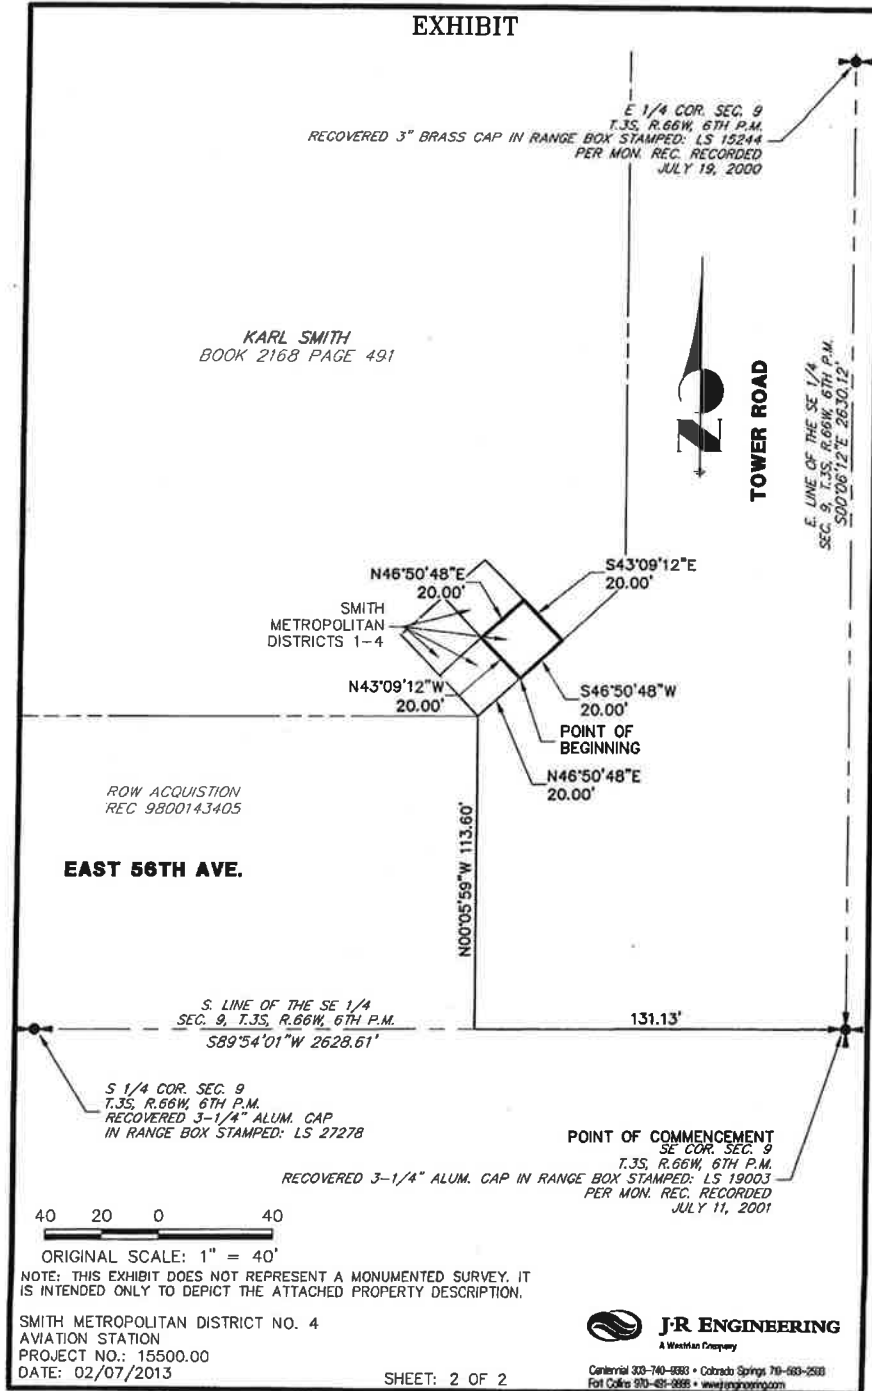 EXHIBIT
E 1/4 COR. SEC. 9
T.3S, R.66W, 6TH P.M.
RECOVERED 3" BRASS CAP IN RANGE BOX STAMPED: LS 15244
PER MON. REC. RECORDED
JULY 19, 2000
KARL SMITH
BOOK 2168 PAGE 491
N
TOWER ROAD
E. LINE OF THE SE 1/4
SEC. 9, T.3S, R.66W, 6TH P.M.
S00°06'12"E 2630.12'
N46°50'48"E
20.00'
S43°09'12"E
20.00'
SMITH
METROPOLITAN
DISTRICTS 1-4
N43°09'12"W
20.00'
S46°50'48"W
20.00'
POINT OF
BEGINNING
N46°50'48"E
20.00'
ROW ACQUISTION
REC 9800143405
EAST 56TH AVE.
N00°05'59"W 113.60'
S. LINE OF THE SE 1/4
SEC. 9, T.3S, R.66W, 6TH P.M.
S89°54'01"W 2628.61'
131.13'
S 1/4 COR. SEC. 9
T.3S, R.66W, 6TH P.M.
RECOVERED 3-1/4" ALUM. CAP
IN RANGE BOX STAMPED: LS 27278
POINT OF COMMENCEMENT
SE COR. SEC. 9
T.3S, R.66W, 6TH P.M.
RECOVERED 3-1/4" ALUM. CAP IN RANGE BOX STAMPED: LS 19003
PER MON. REC. RECORDED
JULY 11, 2001
40 20 0 40
ORIGINAL SCALE: 1" = 40'
NOTE: THIS EXHIBIT DOES NOT REPRESENT A MONUMENTED SURVEY. IT
IS INTENDED ONLY TO DEPICT THE ATTACHED PROPERTY DESCRIPTION.
SMITH METROPOLITAN DISTRICT NO. 4
AVIATION STATION
PROJECT NO.: 15500.00
DATE: 02/07/2013
SHEET: 2 OF 2
J·R ENGINEERING
A Westrian Company
Centennial 303-740-9393 • Colorado Springs 719-593-2593
Fort Collins 970-491-9888 • www.jrengineering.com